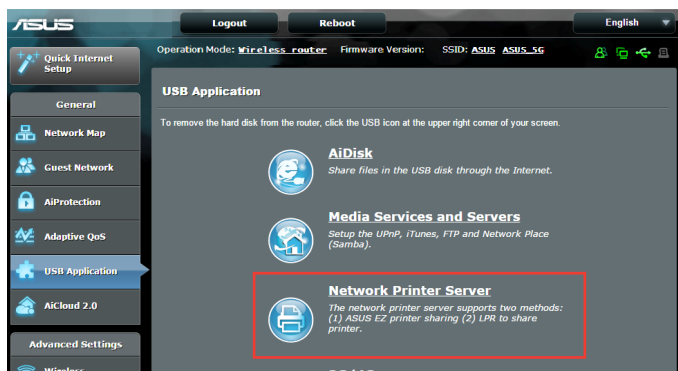 ASUS
Logout
Reboot
English
Quick Internet
Setup
Operation Mode: Wireless router Firmware Version: SSID: ASUS ASUS_5G
General
Network Map
Guest Network
AiProtection
Adaptive QoS
USB Application
AiCloud 2.0
Advanced Settings
Wireless
USB Application
To remove the hard disk from the router, click the USB icon at the upper right corner of your screen.
AiDisk
Share files in the USB disk through the Internet.
Media Services and Servers
Setup the UPnP, iTunes, FTP and Network Place
(Samba).
Network Printer Server
The network printer server supports two methods:
(1) ASUS EZ printer sharing (2) LPR to share
printer.